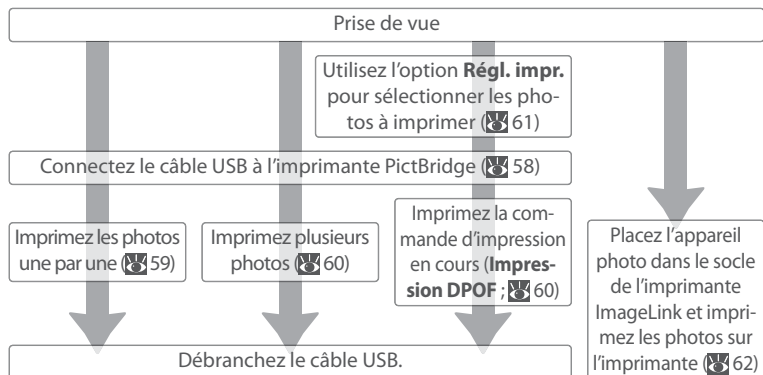 Prise de vue
Utilisez l'option Régl. impr.
pour sélectionner les pho-
tos à imprimer ( 61)
Connectez le câble USB à l'imprimante PictBridge ( 58)
Imprimez les photos
une par une ( 59)
Imprimez plusieurs
photos ( 60)
Imprimez la com-
mande d'impression
en cours (Impres-
sion DPOF ; 60)
Placez l'appareil
photo dans le socle
de l'imprimante
ImageLink et impri-
mez les photos sur
l'imprimante ( 62)
Débranchez le câble USB.